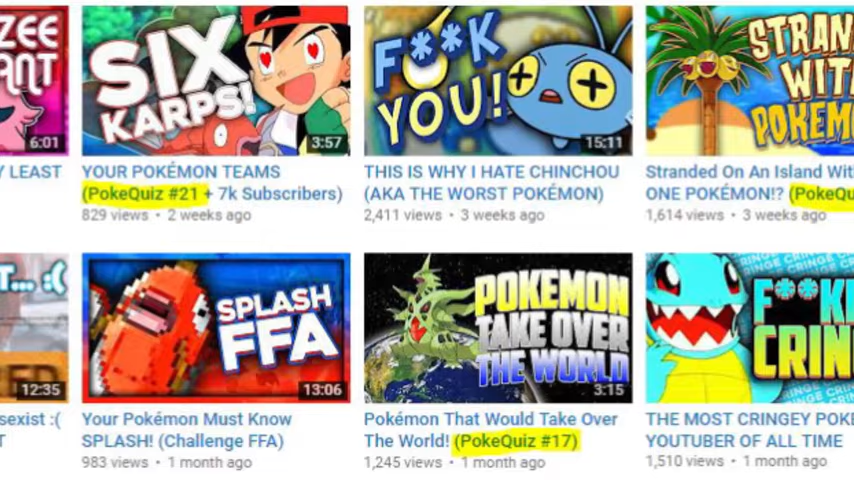 ZEE
ANT
6:01
SIX
KARPS!
3:57
F**K
YOU!
15:11
STRAN
WIT
POKEM
Y LEAST
YOUR POKÉMON TEAMS
(PokeQuiz #21 + 7k Subscribers)
829 views • 2 weeks ago
THIS IS WHY I HATE CHINCHOU
(AKA THE WORST POKÉMON)
2,411 views • 3 weeks ago
Stranded On An Island Wit
ONE POKÉMON!? (PokeQu
1,614 views • 3 weeks ago
T... :(
RED
12:35
SPLASH
FFA
13:06
POKEMON
TAKE OVER
THE WORLD
3:15
CRINGE CRINGE
F**KI
CRIN
sexist :(
T
Your Pokémon Must Know
SPLASH! (Challenge FFA)
983 views • 1 month ago
Pokémon That Would Take Over
The World! (PokeQuiz #17)
1,245 views • 1 month ago
THE MOST CRINGEY POKE
YOUTUBER OF ALL TIME
1,510 views • 1 month ago